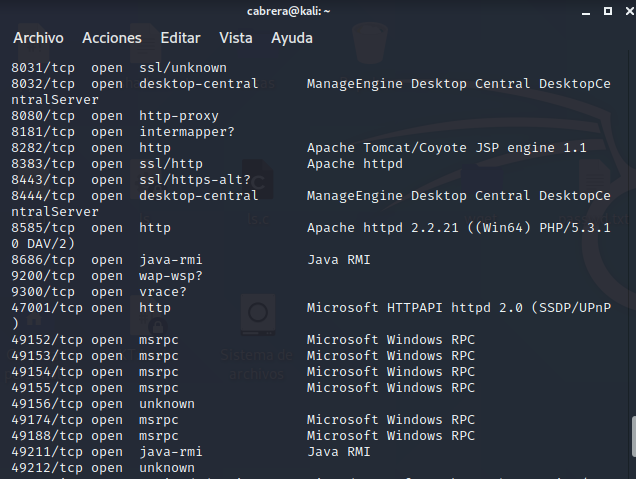 cabrera@kali: ~
Archivo Acciones Editar Vista Ayuda
8031/tcp open ssl/unknown
8032/tcp open desktop-central ManageEngine Desktop Central DesktopCe
ntralServer
8080/tcp open http-proxy
8181/tcp open intermapper?
8282/tcp open http Apache Tomcat/Coyote JSP engine 1.1
8383/tcp open ssl/http Apache httpd
8443/tcp open ssl/https-alt?
8444/tcp open desktop-central ManageEngine Desktop Central DesktopCe
ntralServer
8585/tcp open http Apache httpd 2.2.21 ((Win64) PHP/5.3.1
0 DAV/2)
8686/tcp open java-rmi Java RMI
9200/tcp open wap-wsp?
9300/tcp open vrace?
47001/tcp open http Microsoft HTTPAPI httpd 2.0 (SSDP/UPnP
)
49152/tcp open msrpc Microsoft Windows RPC
49153/tcp open msrpc Microsoft Windows RPC
49154/tcp open msrpc Microsoft Windows RPC
49155/tcp open msrpc Microsoft Windows RPC
49156/tcp open unknown
49174/tcp open msrpc Microsoft Windows RPC
49188/tcp open msrpc Microsoft Windows RPC
49211/tcp open java-rmi Java RMI
49212/tcp open unknown